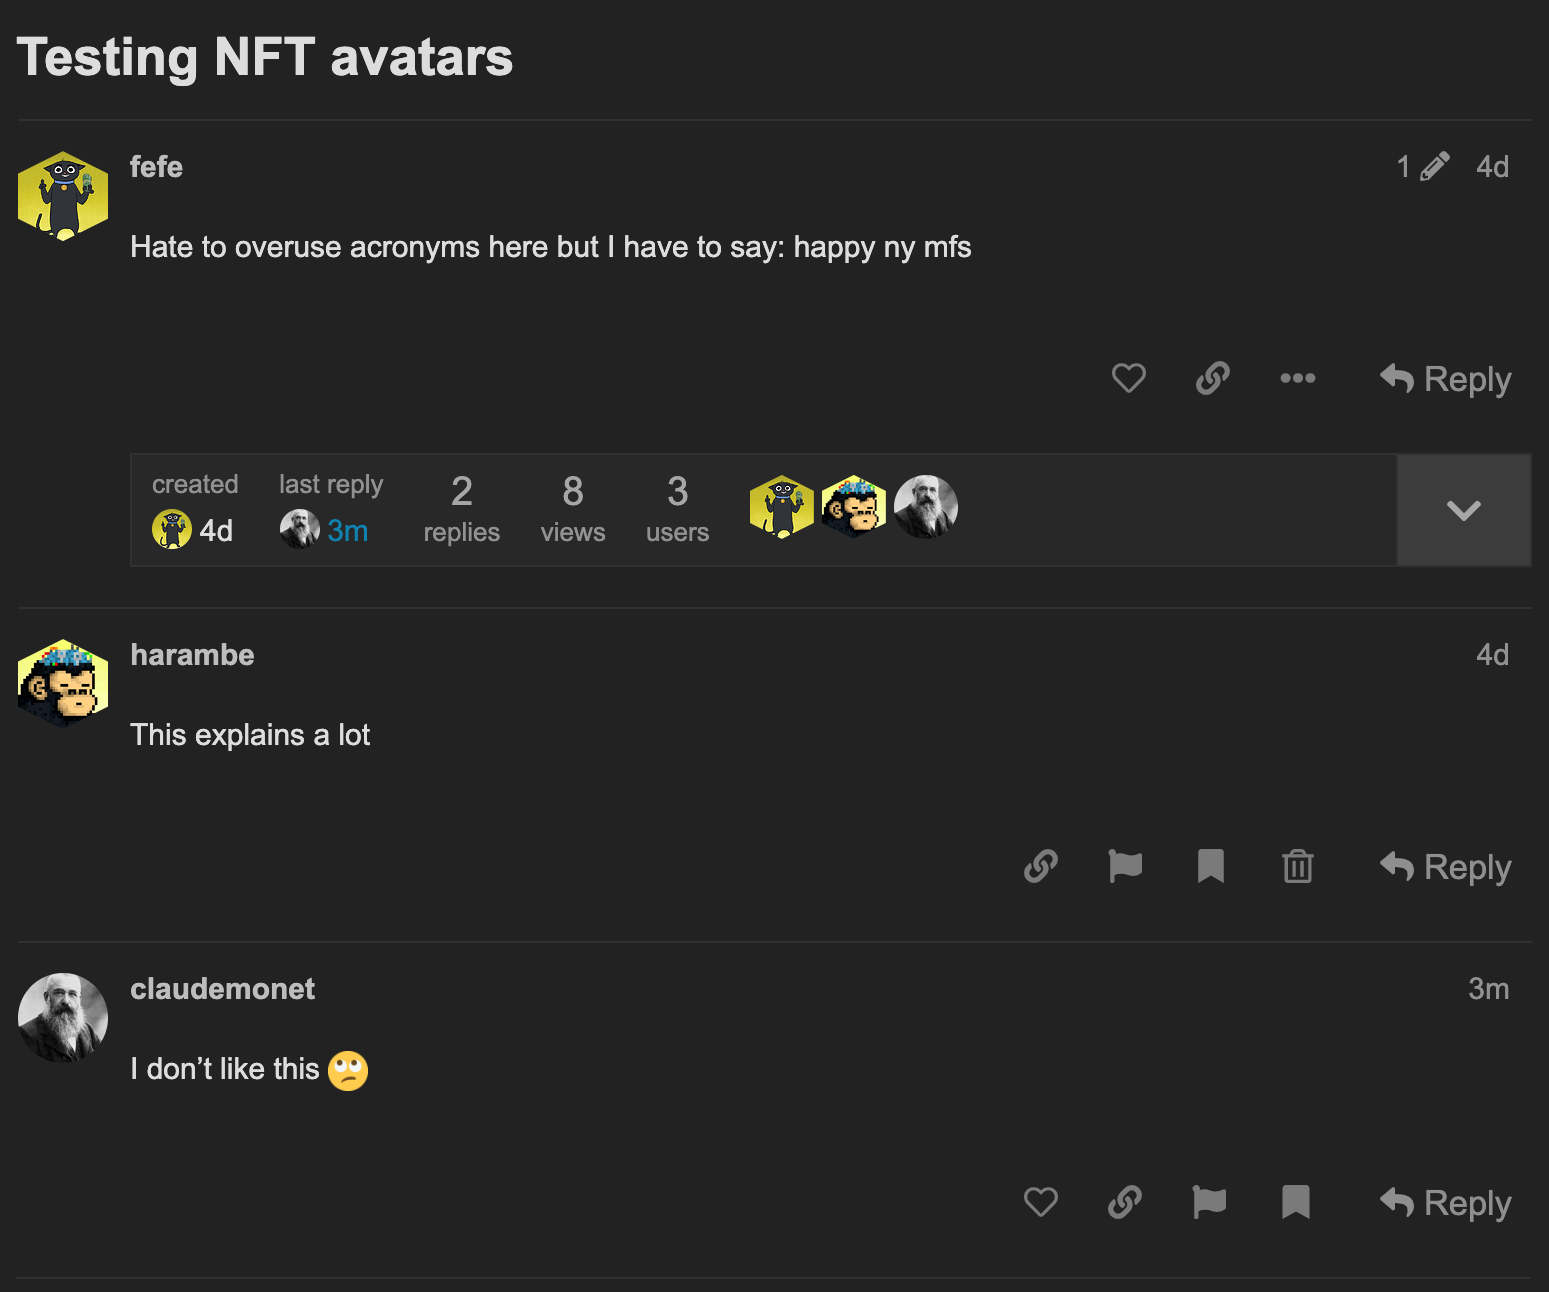 Testing NFT avatars
fefe 1 4d
Hate to overuse acronyms here but I have to say: happy ny mfs
Reply
created last reply 2 8 3
4d 3m replies views users
harambe 4d
This explains a lot
Reply
claudemonet 3m
I don’t like this 🙄
Reply